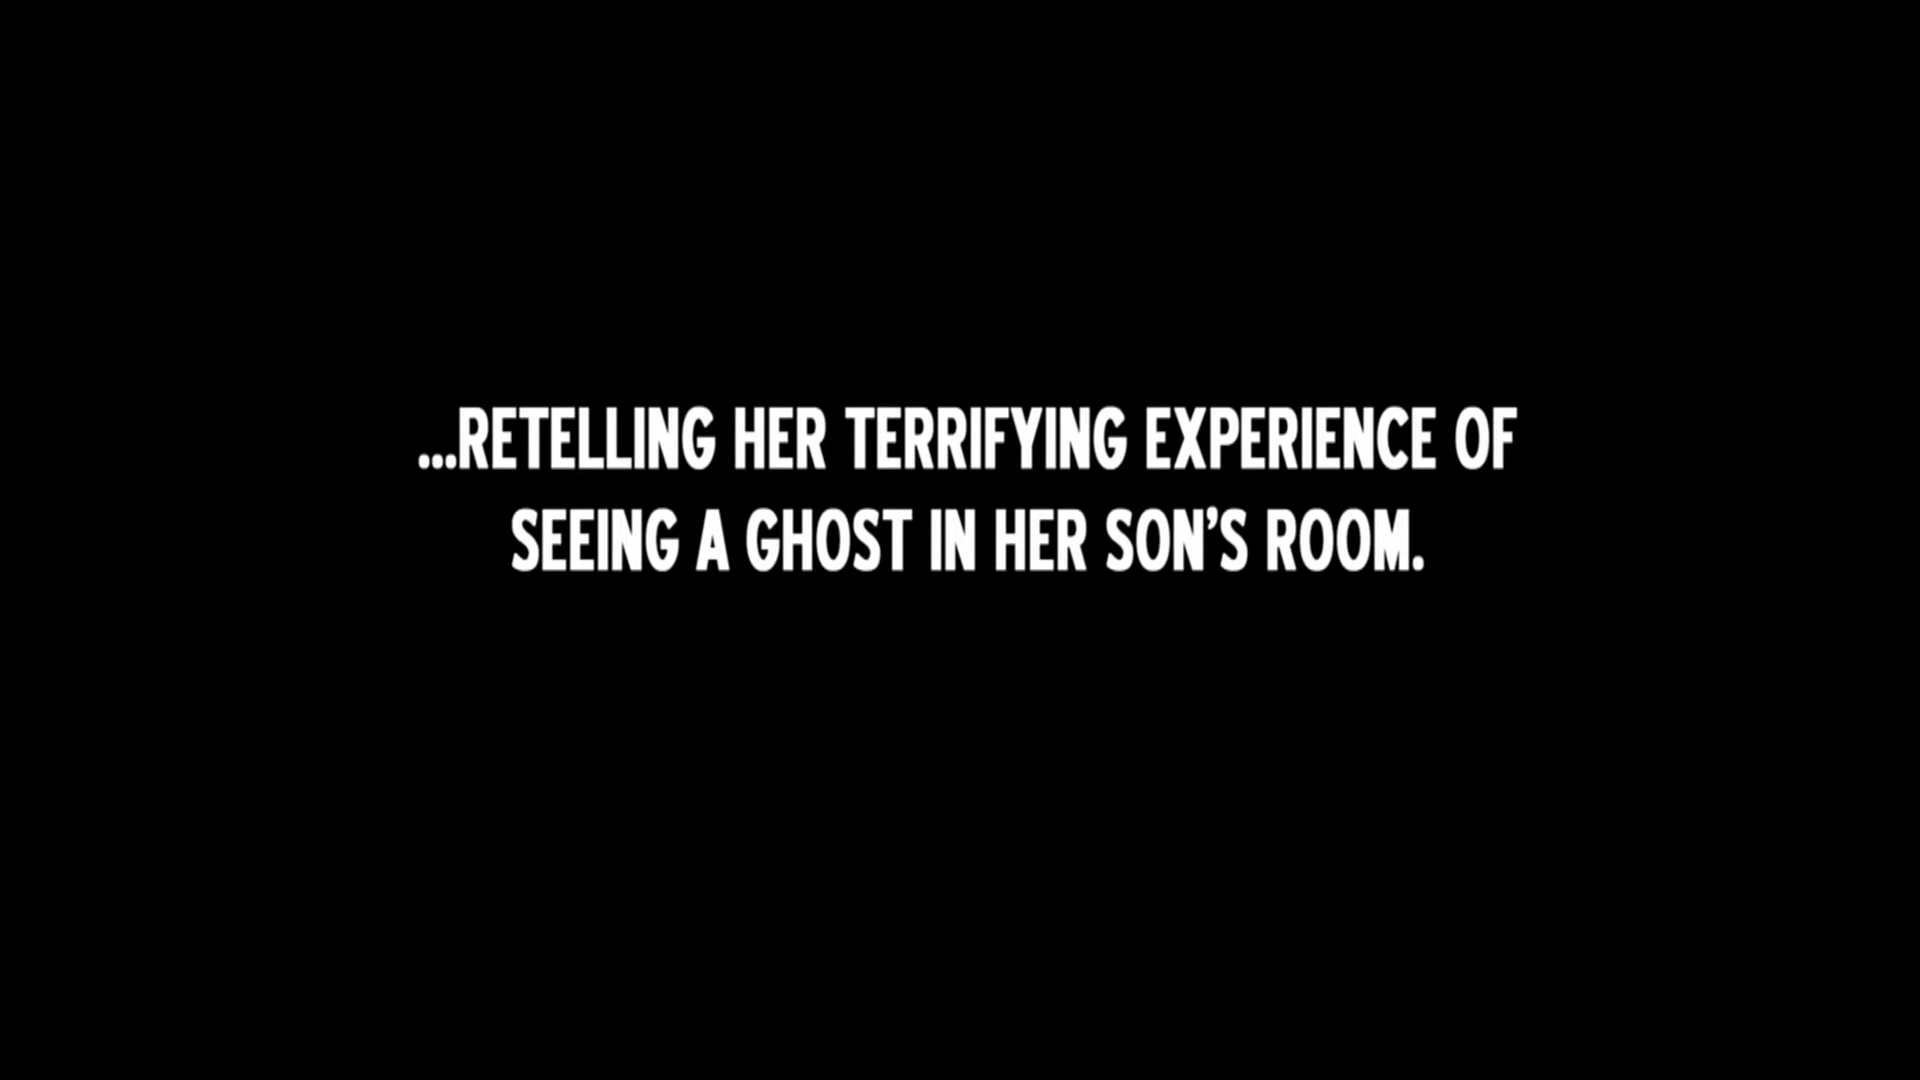 ...RETELLING HER TERRIFYING EXPERIENCE OF
SEEING A GHOST IN HER SON’S ROOM.